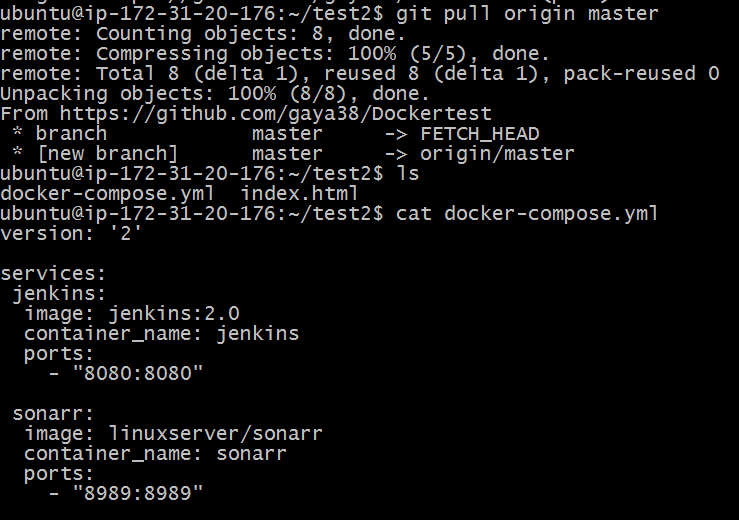 ubuntu@ip-172-31-20-176:~/test2$ git pull origin master
remote: Counting objects: 8, done.
remote: Compressing objects: 100% (5/5), done.
remote: Total 8 (delta 1), reused 8 (delta 1), pack-reused 0
Unpacking objects: 100% (8/8), done.
From https://github.com/gaya38/Dockertest
 * branch            master     -> FETCH_HEAD
 * [new branch]      master     -> origin/master
ubuntu@ip-172-31-20-176:~/test2$ ls
docker-compose.yml  index.html
ubuntu@ip-172-31-20-176:~/test2$ cat docker-compose.yml
version: '2'

services:
 jenkins:
  image: jenkins:2.0
  container_name: jenkins
  ports:
    - "8080:8080"

 sonarr:
  image: linuxserver/sonarr
  container_name: sonarr
  ports:
    - "8989:8989"